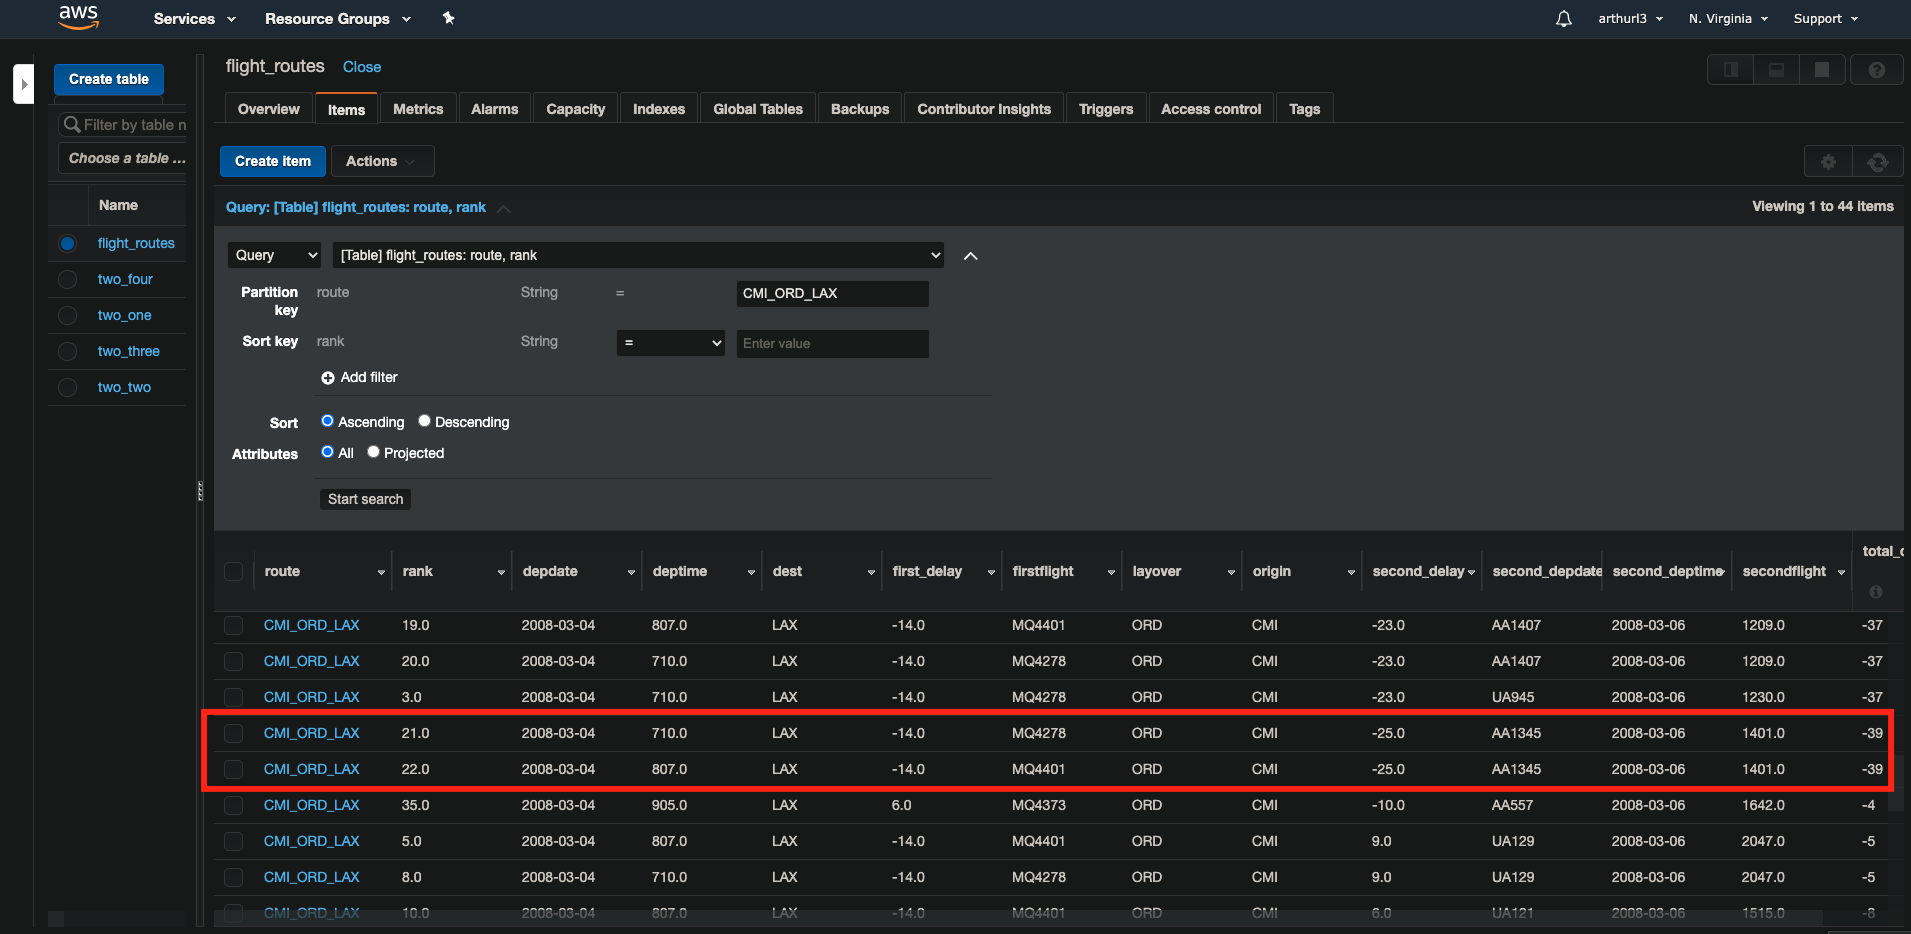 aws Services Resource Groups arthurl3 N. Virginia Support
Create table
Filter by table n
Choose a table ...
Name
flight_routes
two_four
two_one
two_three
two_two
flight_routes Close
Overview Items Metrics Alarms Capacity Indexes Global Tables Backups Contributor Insights Triggers Access control Tags
Create item Actions
Query: [Table] flight_routes: route, rank Viewing 1 to 44 items
Query [Table] flight_routes: route, rank
Partition key route String = CMI_ORD_LAX
Sort key rank String = Enter value
Add filter
Sort Ascending Descending
Attributes All Projected
Start search
route rank depdate deptime dest first_delay firstflight layover origin second_delay second_depdate second_deptime secondflight total_
CMI_ORD_LAX 19.0 2008-03-04 807.0 LAX -14.0 MQ4401 ORD CMI -23.0 AA1407 2008-03-06 1209.0 -37
CMI_ORD_LAX 20.0 2008-03-04 710.0 LAX -14.0 MQ4278 ORD CMI -23.0 AA1407 2008-03-06 1209.0 -37
CMI_ORD_LAX 3.0 2008-03-04 710.0 LAX -14.0 MQ4278 ORD CMI -23.0 UA945 2008-03-06 1230.0 -37
CMI_ORD_LAX 21.0 2008-03-04 710.0 LAX -14.0 MQ4278 ORD CMI -25.0 AA1345 2008-03-06 1401.0 -39
CMI_ORD_LAX 22.0 2008-03-04 807.0 LAX -14.0 MQ4401 ORD CMI -25.0 AA1345 2008-03-06 1401.0 -39
CMI_ORD_LAX 35.0 2008-03-04 905.0 LAX 6.0 MQ4373 ORD CMI -10.0 AA557 2008-03-06 1642.0 -4
CMI_ORD_LAX 5.0 2008-03-04 807.0 LAX -14.0 MQ4401 ORD CMI 9.0 UA129 2008-03-06 2047.0 -5
CMI_ORD_LAX 8.0 2008-03-04 710.0 LAX -14.0 MQ4278 ORD CMI 9.0 UA129 2008-03-06 2047.0 -5
CMI_ORD_LAX 10.0 2008-03-04 807.0 LAX -14.0 MQ4401 ORD CMI 6.0 UA121 2008-03-06 1515.0 -8